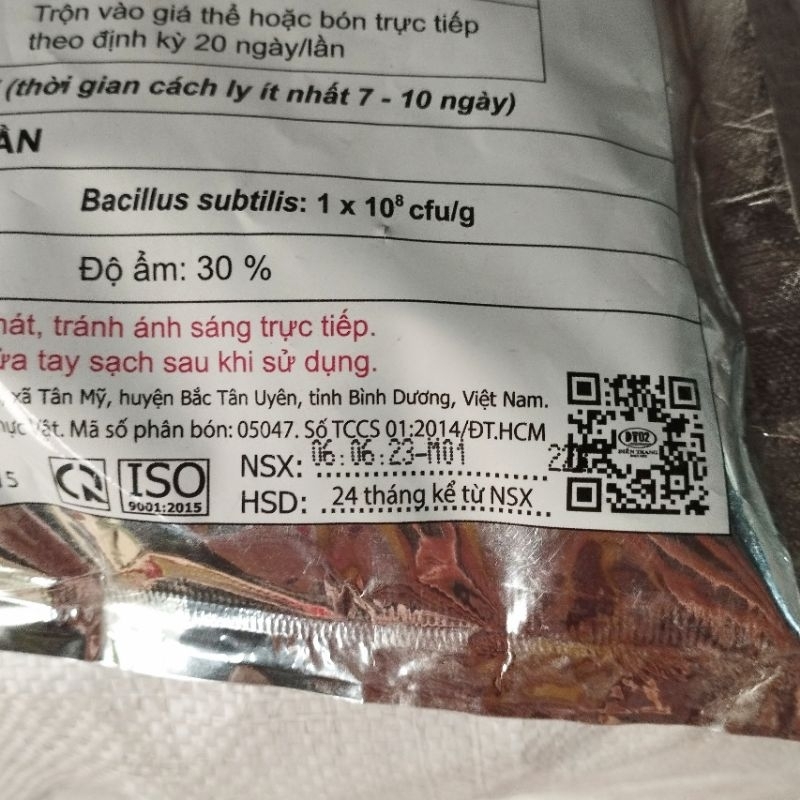 Trộn vào giá thể hoặc bón trực tiếp
theo định kỳ 20 ngày/lần
(thời gian cách ly ít nhất 7 - 10 ngày)
ẦN
Bacillus subtilis: 1 x 10⁸ cfu/g
Độ ẩm: 30 %
mát, tránh ánh sáng trực tiếp.
rửa tay sạch sau khi sử dụng.
xã Tân Mỹ, huyện Bắc Tân Uyên, tỉnh Bình Dương, Việt Nam.
Mã số phân bón: 05047. Số TCCS 01:2014/ĐT.HCM
ISO
9001:2015
NSX: 06:06:23-M01
HSD: 24 tháng kể từ NSX